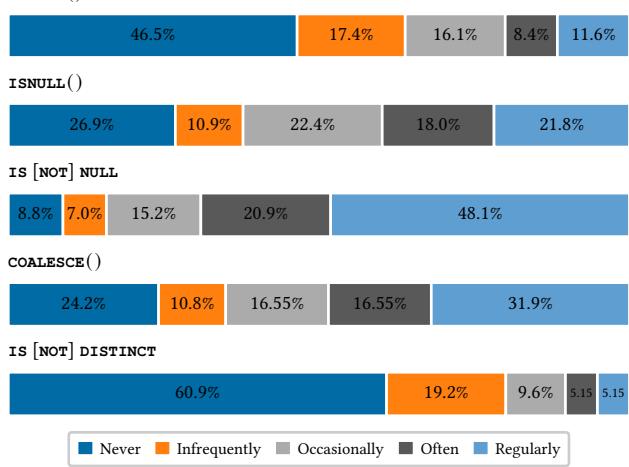 46.5% 17.4% 16.1% 8.4% 11.6%
ISNULL()
26.9% 10.9% 22.4% 18.0% 21.8%
IS [NOT] NULL
8.8% 7.0% 15.2% 20.9% 48.1%
COALESCE()
24.2% 10.8% 16.55% 16.55% 31.9%
IS [NOT] DISTINCT
60.9% 19.2% 9.6% 5.15 5.15
Never Infrequently Occasionally Often Regularly